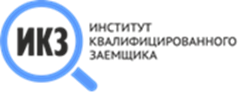 ИКЗ
ИНСТИТУТ
КВАЛИФИЦИРОВАННОГО
ЗАЕМЩИКА